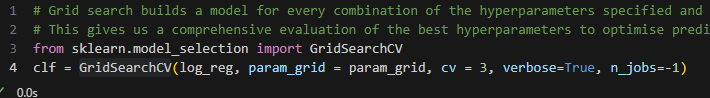 1 # Grid search builds a model for every combination of the hyperparameters specified and
2 # This gives us a comprehensive evaluation of the best hyperparameters to optimise predi
3 from sklearn.model_selection import GridSearchCV
4 clf = GridSearchCV(log_reg, param_grid = param_grid, cv = 3, verbose=True, n_jobs=-1)
0.0s